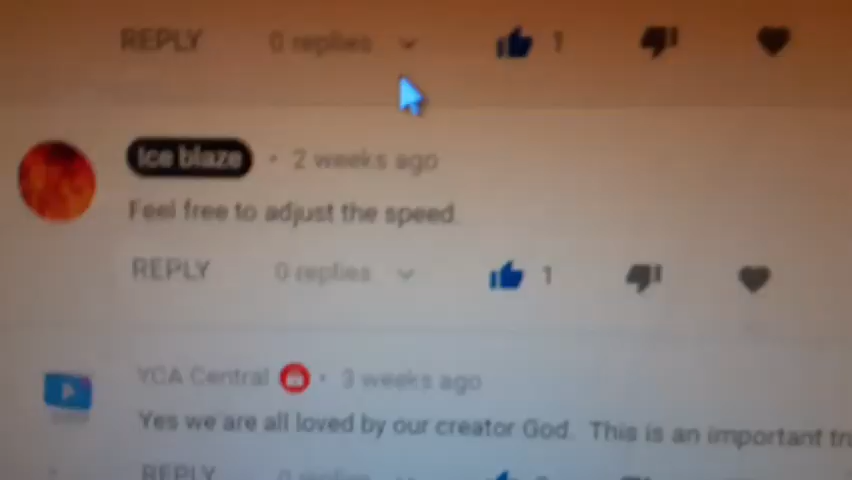 REPLY 0 replies 1
Ice blaze • 2 weeks ago
Feel free to adjust the speed.
REPLY 0 replies 1
YCA Central • 3 weeks ago
Yes we are all loved by our creator God. This is an important
REPLY 0 replies